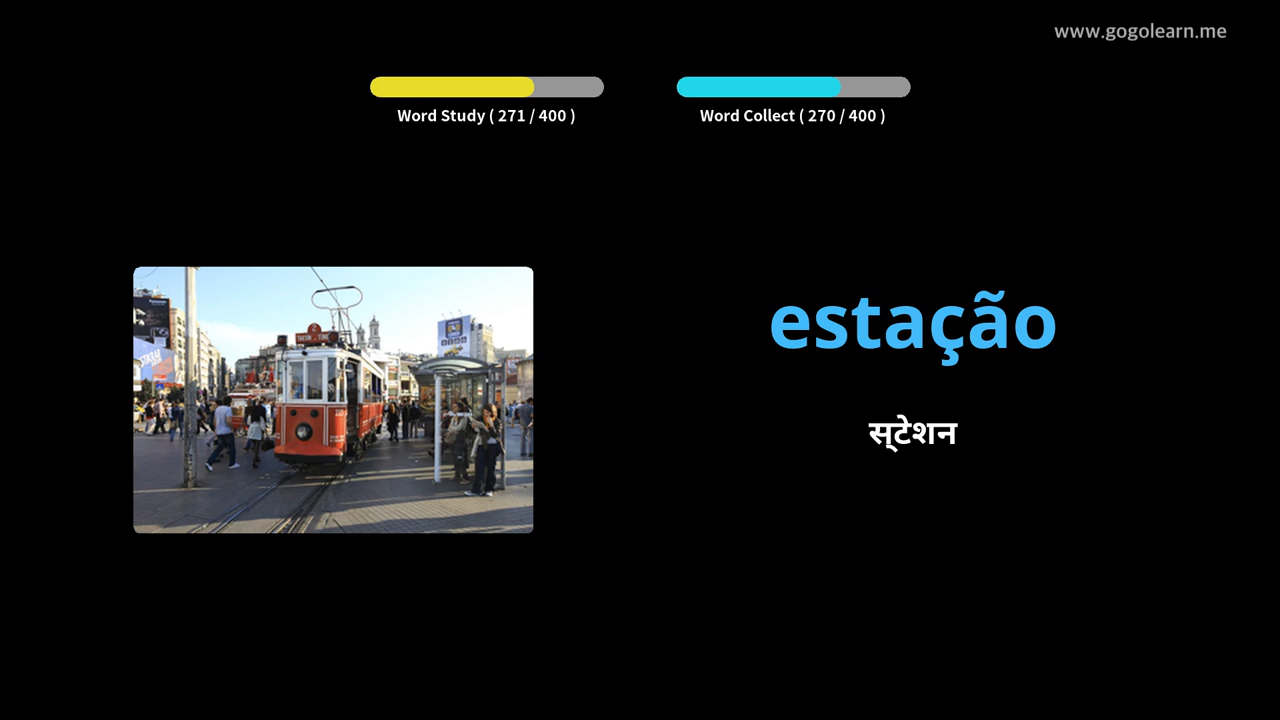 www.gogolearn.me
Word Study ( 271 / 400 )
Word Collect ( 270 / 400 )
estação
स्टेशन